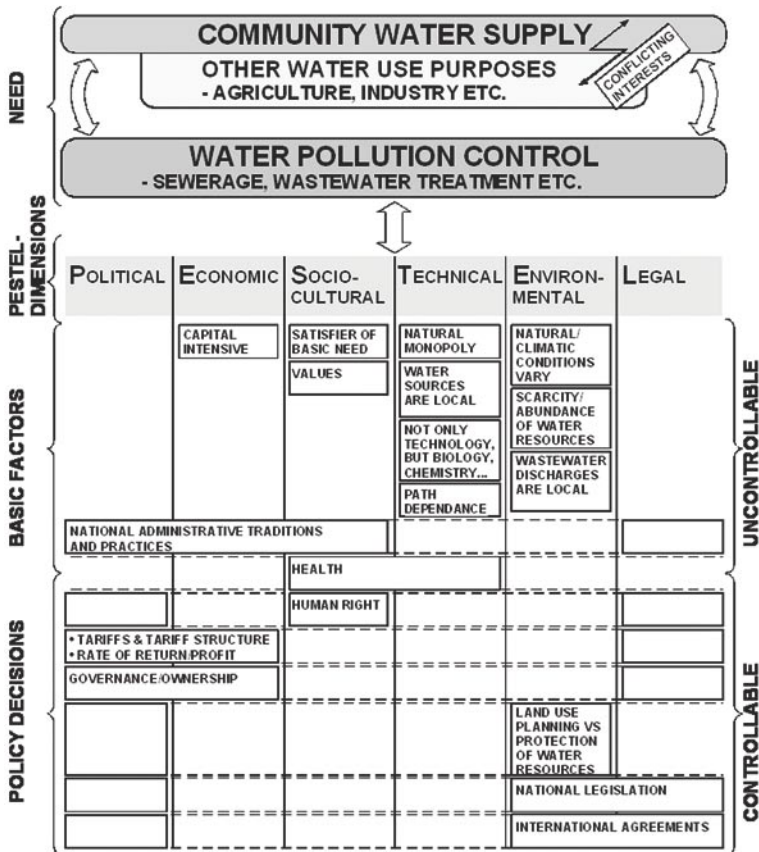 COMMUNITY WATER SUPPLY
OTHER WATER USE PURPOSES
- AGRICULTURE, INDUSTRY ETC.
CONFLICTING
INTERESTS
NEED
WATER POLLUTION CONTROL
- SEWERAGE, WASTEWATER TREATMENT ETC.
PESTEL-
DIMENSIONS
POLITICAL
ECONOMIC
SOCIO-
CULTURAL
TECHNICAL
ENVIRON-
MENTAL
LEGAL
BASIC FACTORS
CAPITAL
INTENSIVE
SATISFIER OF
BASIC NEED
VALUES
NATURAL
MONOPOLY
WATER
SOURCES
ARE LOCAL
NOT ONLY
TECHNOLOGY,
BUT BIOLOGY,
CHEMISTRY...
PATH
DEPENDANCE
NATURAL/
CLIMATIC
CONDITIONS
VARY
SCARCITY/
ABUNDANCE
OF WATER
RESOURCES
WASTEWATER
DISCHARGES
ARE LOCAL
UNCONTROLLABLE
NATIONAL ADMINISTRATIVE TRADITIONS
AND PRACTICES
HEALTH
POLICY DECISIONS
HUMAN RIGHT
• TARIFFS & TARIFF STRUCTURE
• RATE OF RETURN/PROFIT
GOVERNANCE/OWNERSHIP
LAND USE
PLANNING VS
PROTECTION
OF WATER
RESOURCES
NATIONAL LEGISLATION
INTERNATIONAL AGREEMENTS
CONTROLLABLE